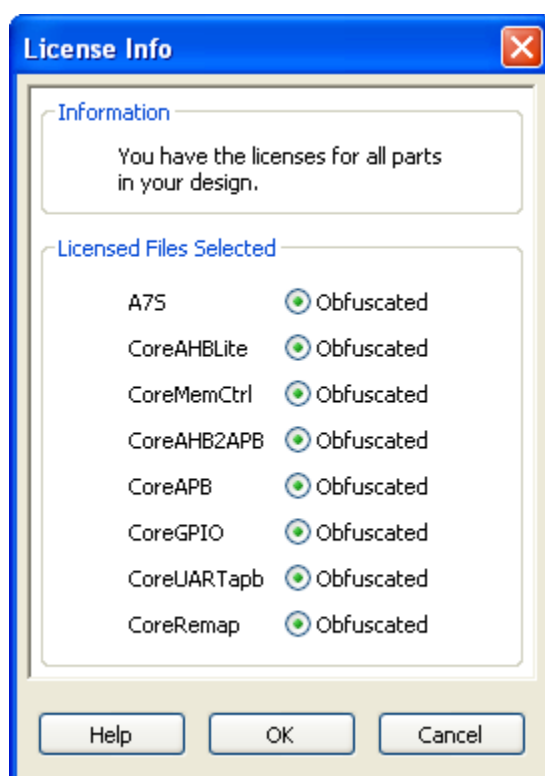 License Info
Information
You have the licenses for all parts
in your design.
Licensed Files Selected
A7S Obfuscated
CoreAHBLite Obfuscated
CoreMemCtrl Obfuscated
CoreAHB2APB Obfuscated
CoreAPB Obfuscated
CoreGPIO Obfuscated
CoreUARTapb Obfuscated
CoreRemap Obfuscated
Help OK Cancel